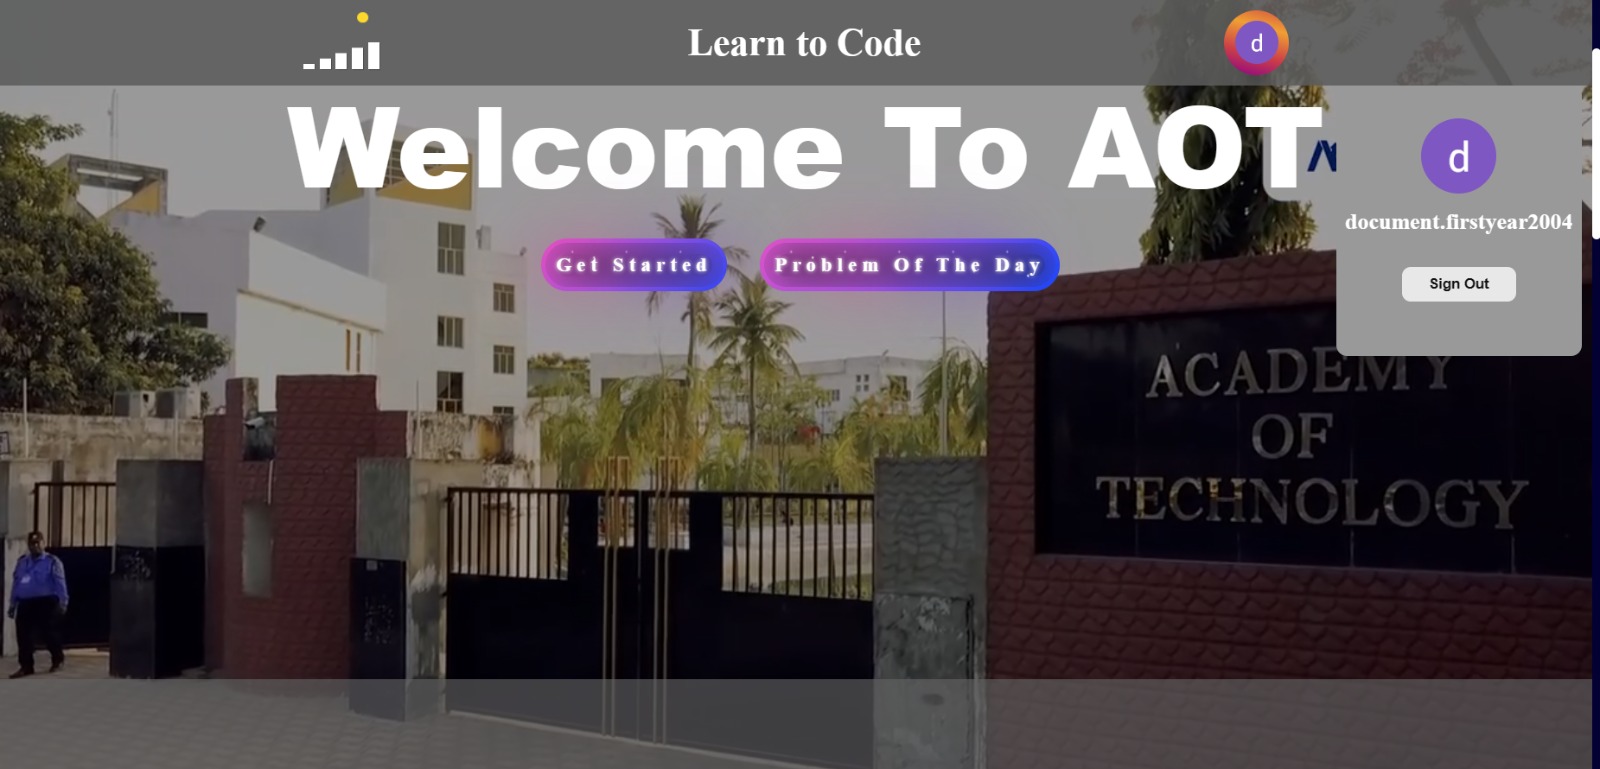 Learn to Code
d
Welcome To AOT
d
document.firstyear2004
Get Started
Problem Of The Day
Sign Out
ACADEMY
OF
TECHNOLOGY